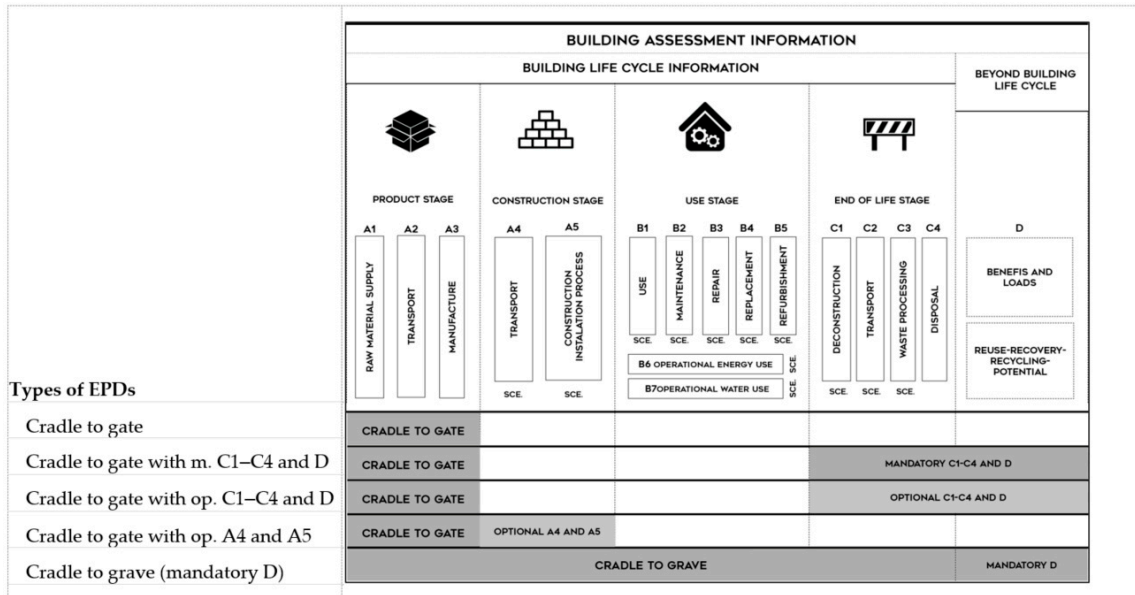 BUILDING ASSESSMENT INFORMATION
BUILDING LIFE CYCLE INFORMATION
BEYOND BUILDING
LIFE CYCLE
PRODUCT STAGE
CONSTRUCTION STAGE
USE STAGE
END OF LIFE STAGE
A1
A2
A3
A4
A5
B1
B2
B3
B4
B5
C1
C2
C3
C4
D
RAW MATERIAL SUPPLY
TRANSPORT
MANUFACTURE
TRANSPORT
CONSTRUCTION
INSTALATION PROCESS
USE
MAINTENANCE
REPAIR
REPLACEMENT
REFURBISHMENT
DECONSTRUCTION
TRANSPORT
WASTE PROCESSING
DISPOSAL
BENEFIS AND
LOADS
REUSE-RECOVERY-
RECYCLING-
POTENTIAL
SCE.
SCE.
SCE.
SCE.
SCE.
SCE.
SCE.
B6 OPERATIONAL ENERGY USE
SCE.
B7OPERATIONAL WATER USE
SCE.
SCE.
SCE.
SCE.
SCE.
Types of EPDs
Cradle to gate
CRADLE TO GATE
Cradle to gate with m. C1–C4 and D
CRADLE TO GATE
MANDATORY C1-C4 AND D
Cradle to gate with op. C1–C4 and D
CRADLE TO GATE
OPTIONAL C1-C4 AND D
Cradle to gate with op. A4 and A5
CRADLE TO GATE
OPTIONAL A4 AND A5
Cradle to grave (mandatory D)
CRADLE TO GRAVE
MANDATORY D